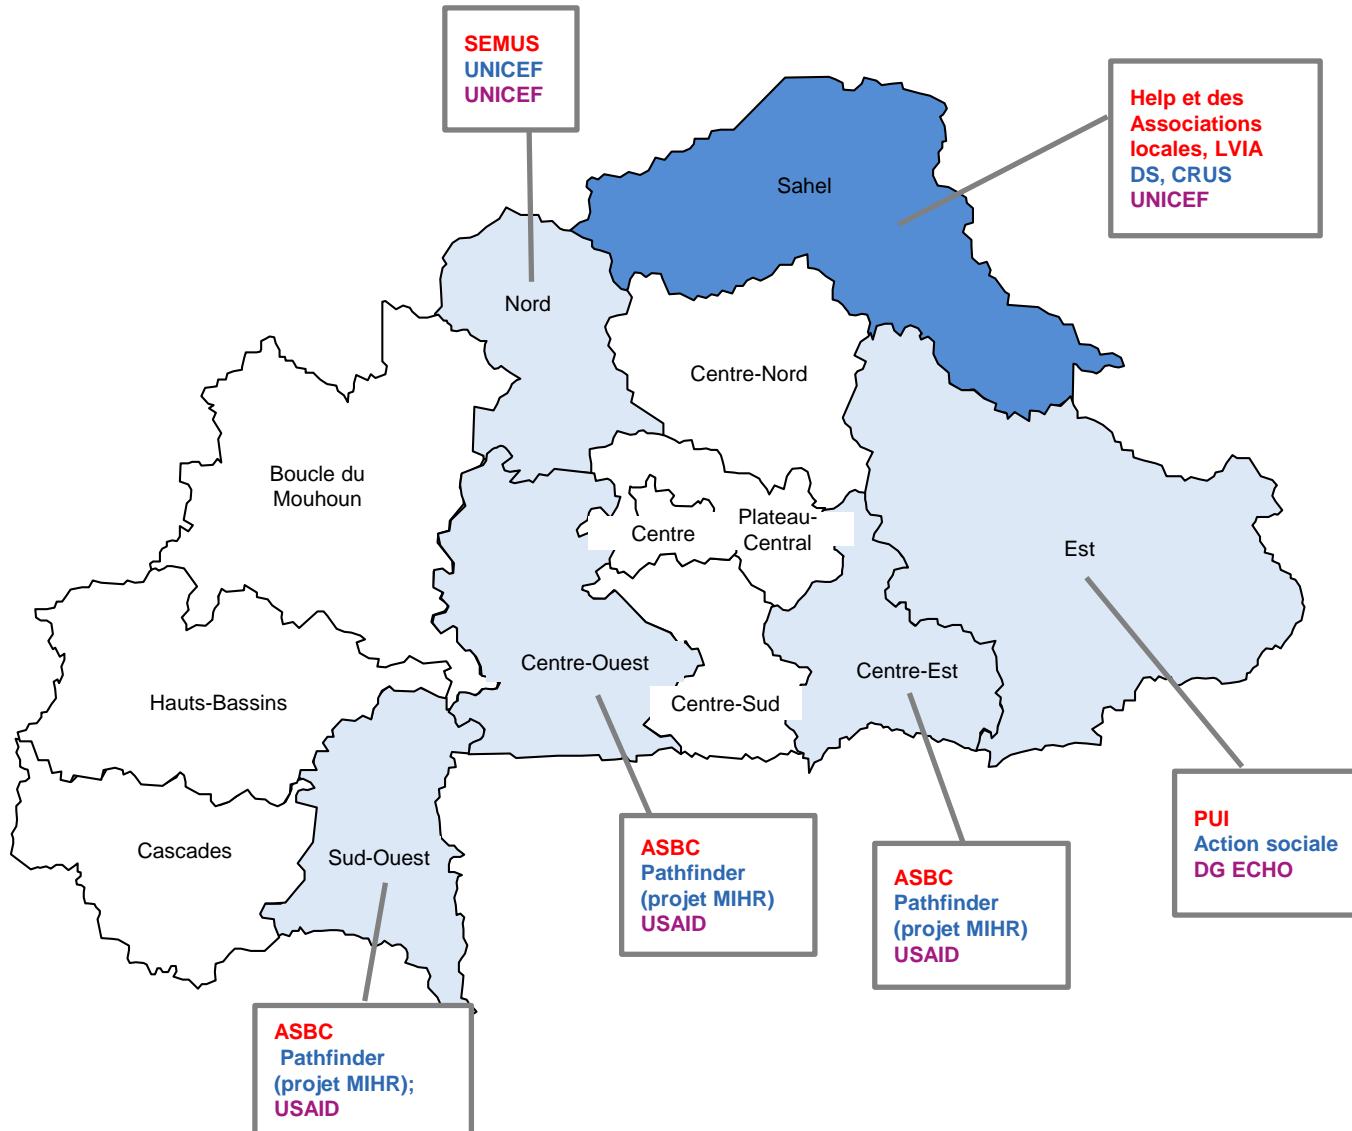 SEMUS
UNICEF
UNICEF
Help et des
Associations
locales, LVIA
DS, CRUS
UNICEF
Sahel
Nord
Centre-Nord
Boucle du
Mouhoun
Centre
Plateau-
Central
Est
Centre-Ouest
Centre-Est
Hauts-Bassins
Centre-Sud
Cascades
Sud-Ouest
PUI
Action sociale
DG ECHO
ASBC
Pathfinder
(projet MIHR)
USAID
ASBC
Pathfinder
(projet MIHR)
USAID
ASBC
Pathfinder
(projet MIHR);
USAID